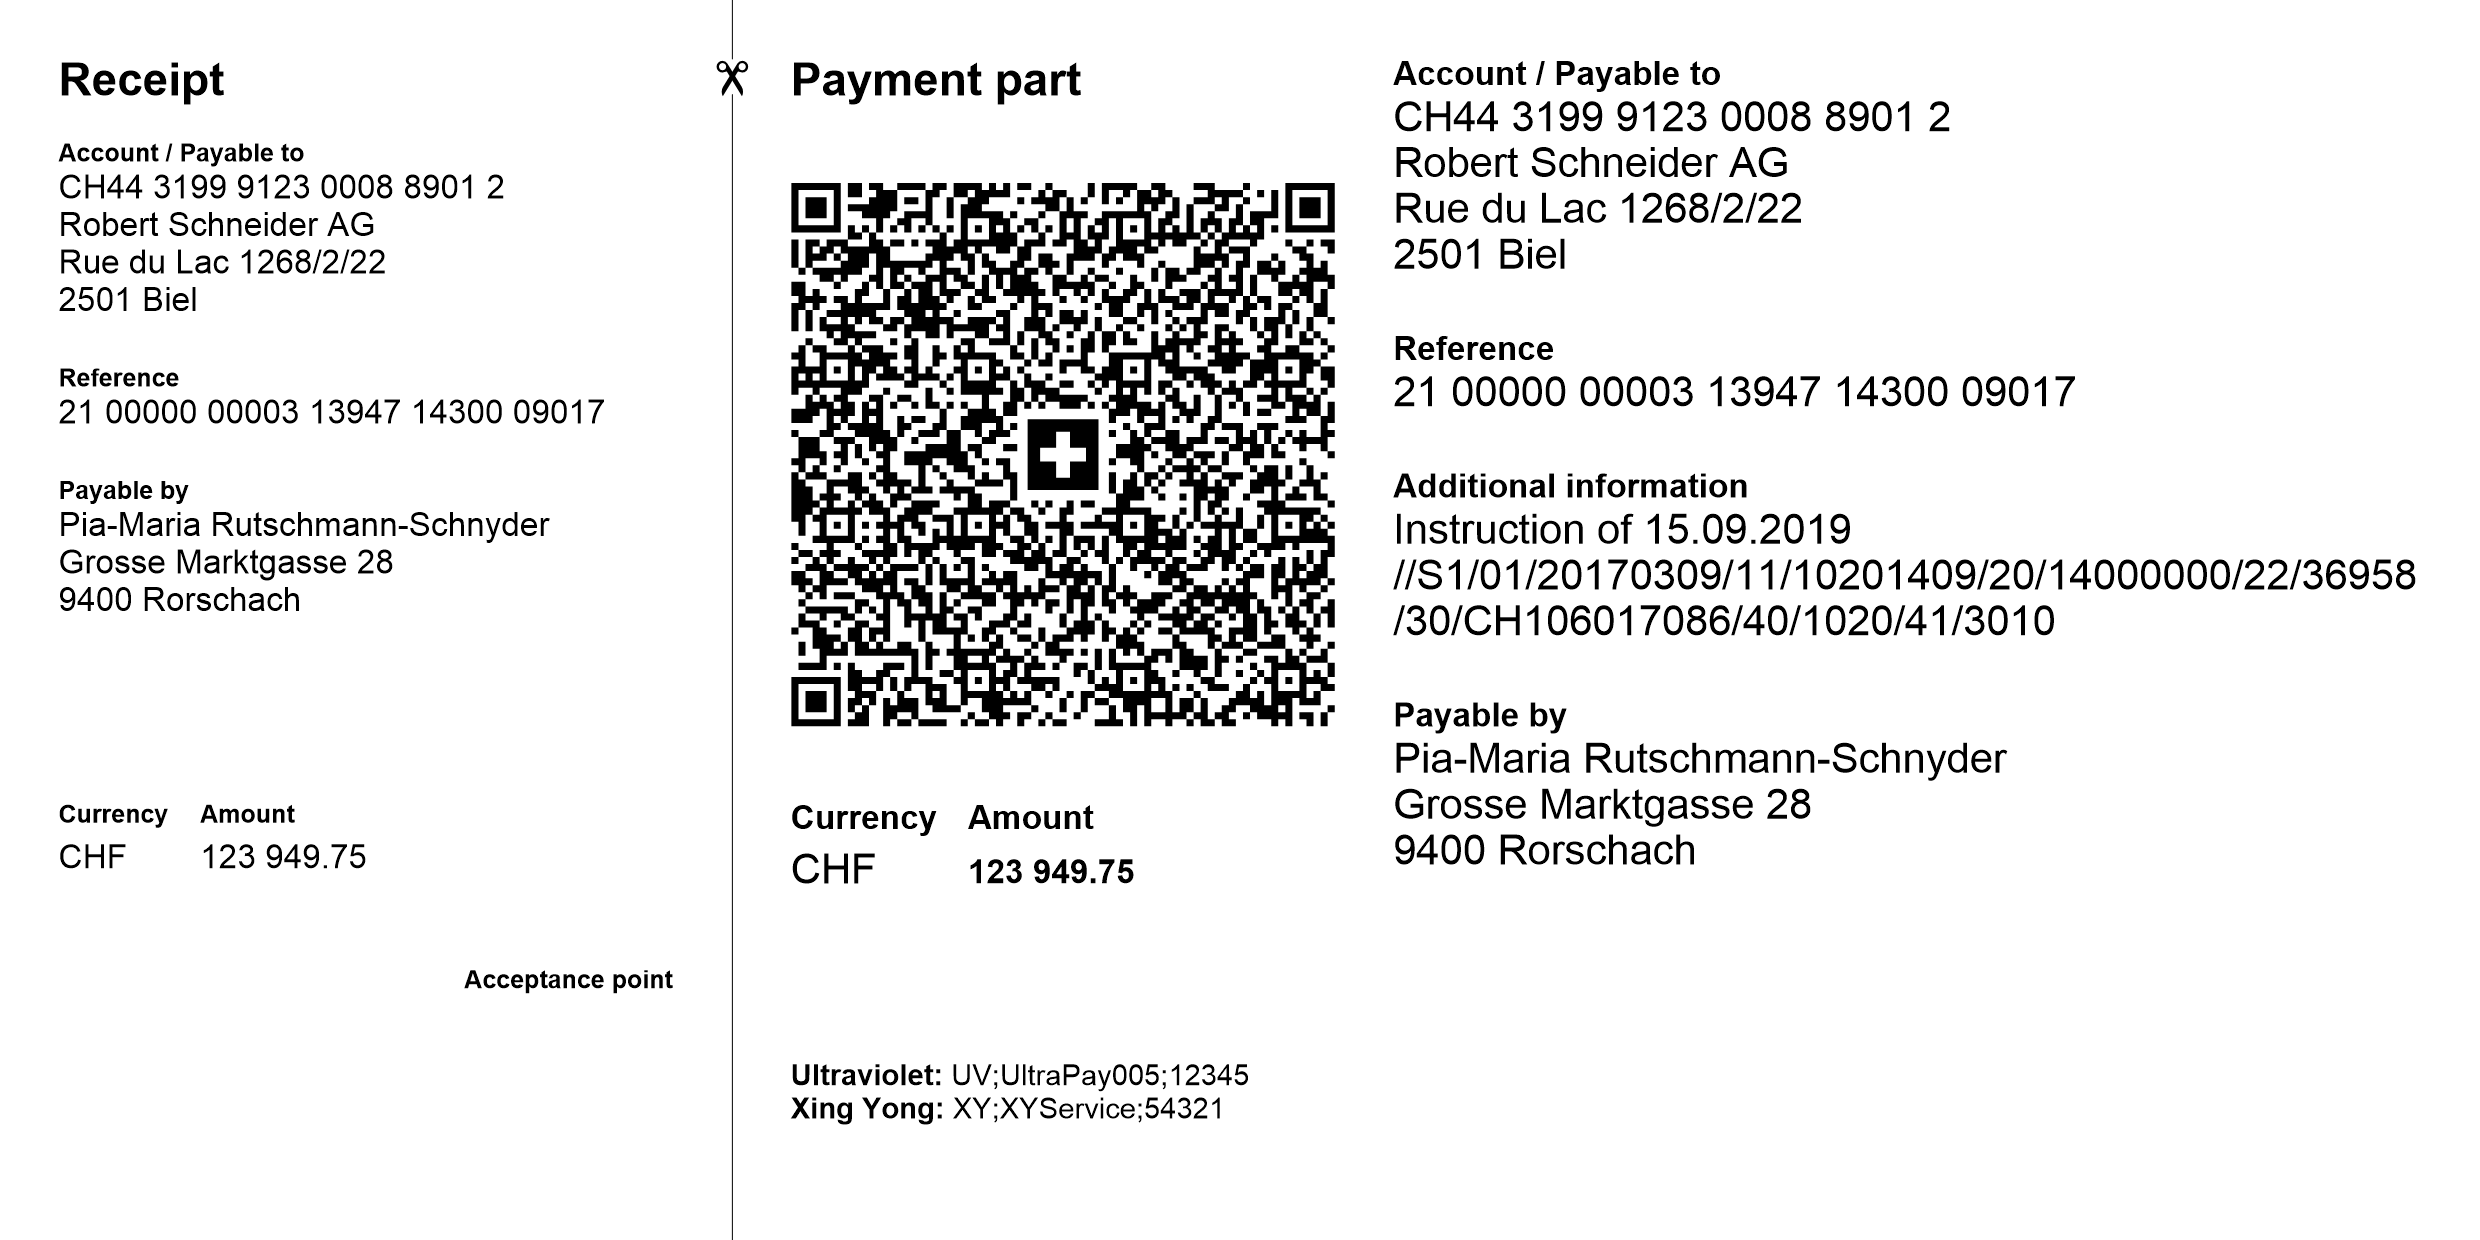 Receipt
Account / Payable to
CH44 3199 9123 0008 8901 2
Robert Schneider AG
Rue du Lac 1268/2/22
2501 Biel
Reference
21 00000 00003 13947 14300 09017
Payable by
Pia-Maria Rutschmann-Schnyder
Grosse Marktgasse 28
9400 Rorschach
Currency Amount
CHF 123 949.75
Acceptance point
Payment part
Currency Amount
CHF 123 949.75
Ultraviolet: UV;UltraPay005;12345
Xing Yong: XY;XYService;54321
Account / Payable to
CH44 3199 9123 0008 8901 2
Robert Schneider AG
Rue du Lac 1268/2/22
2501 Biel
Reference
21 00000 00003 13947 14300 09017
Additional information
Instruction of 15.09.2019
//S1/01/20170309/11/10201409/20/14000000/22/36958
/30/CH106017086/40/1020/41/3010
Payable by
Pia-Maria Rutschmann-Schnyder
Grosse Marktgasse 28
9400 Rorschach